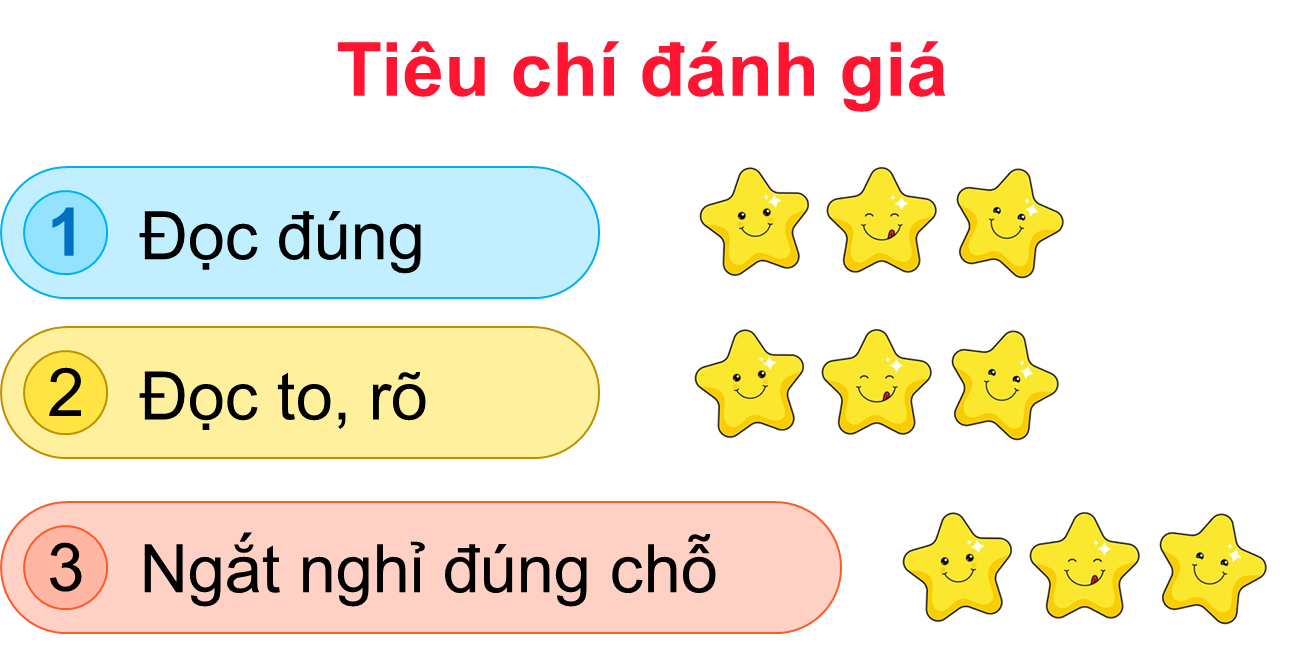 Tiêu chí đánh giá
1 Đọc đúng
2 Đọc to, rõ
3 Ngắt nghỉ đúng chỗ